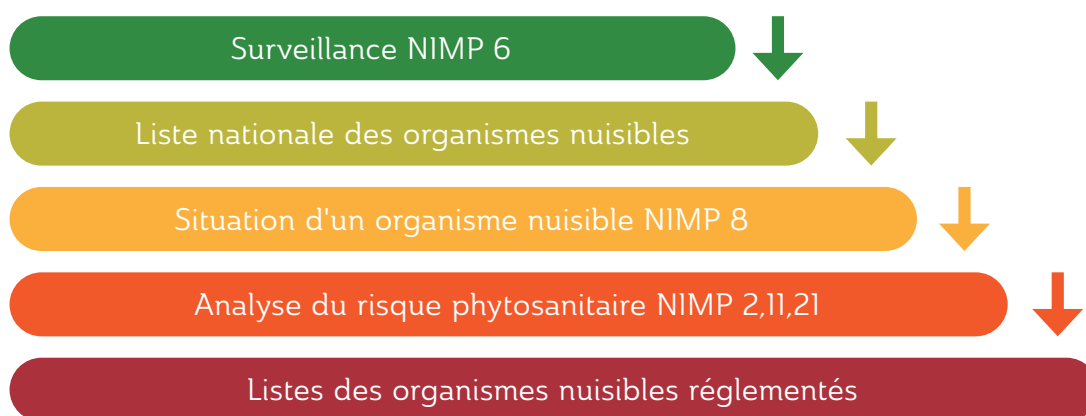 Surveillance NIMP 6
Liste nationale des organismes nuisibles
Situation d'un organisme nuisible NIMP 8
Analyse du risque phytosanitaire NIMP 2,11,21
Listes des organismes nuisibles réglementés